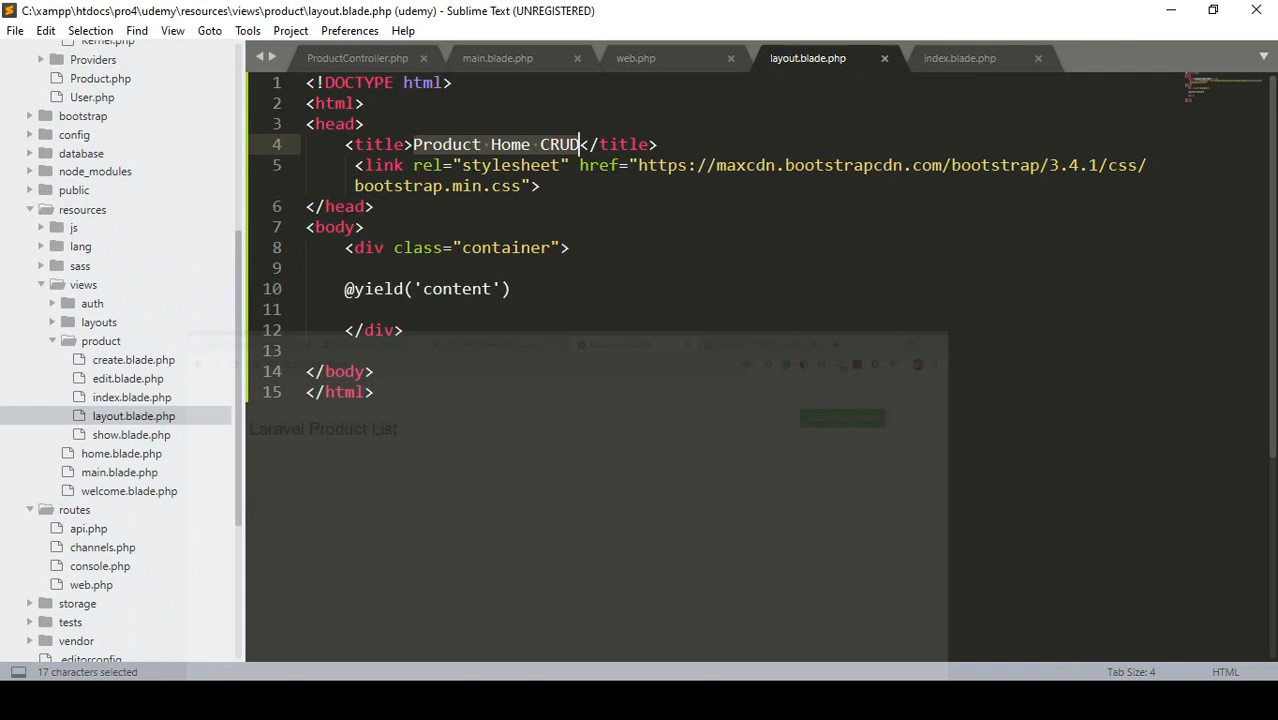 C:\xampp\htdocs\pro4\udemy\resources\views\product\layout.blade.php (udemy) - Sublime Text (UNREGISTERED)
File Edit Selection Find View Goto Tools Project Preferences Help
Kernel.php
Providers
Product.php
User.php
bootstrap
config
database
node_modules
public
resources
js
lang
sass
views
auth
layouts
product
create.blade.php
edit.blade.php
index.blade.php
layout.blade.php
show.blade.php
home.blade.php
main.blade.php
welcome.blade.php
routes
api.php
channels.php
console.php
web.php
storage
tests
vendor
.editorconfig
ProductController.php main.blade.php web.php layout.blade.php index.blade.php
1 <!DOCTYPE html>
2 <html>
3 <head>
4 <title>Product Home CRUD</title>
5 <link rel="stylesheet" href="https://maxcdn.bootstrapcdn.com/bootstrap/3.4.1/css/
bootstrap.min.css">
6 </head>
7 <body>
8 <div class="container">
9
10 @yield('content')
11
12 </div>
13
14 </body>
15 </html>
Laravel Product List
17 characters selected
Tab Size: 4
HTML